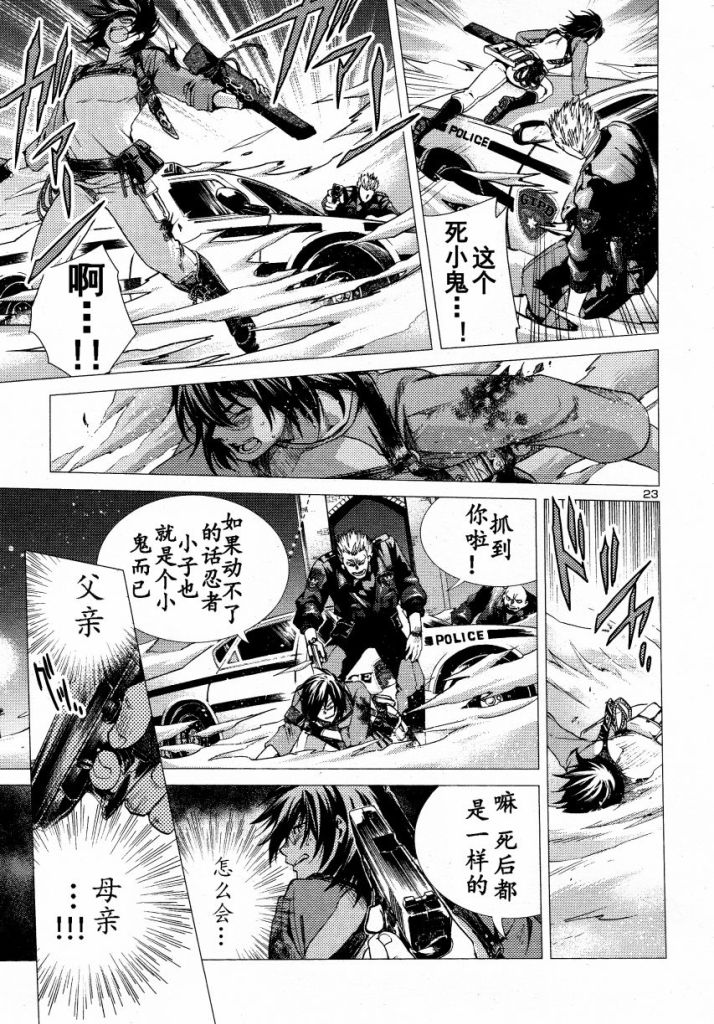 POLICE
这个
死小鬼…！
啊…!!
23
抓到
你啦！
如果动不了
的话忍者
小子也
就是个小
鬼而已
POLICE
嘛 死后都
是一样的
怎么会…
父亲
母亲
…!!!